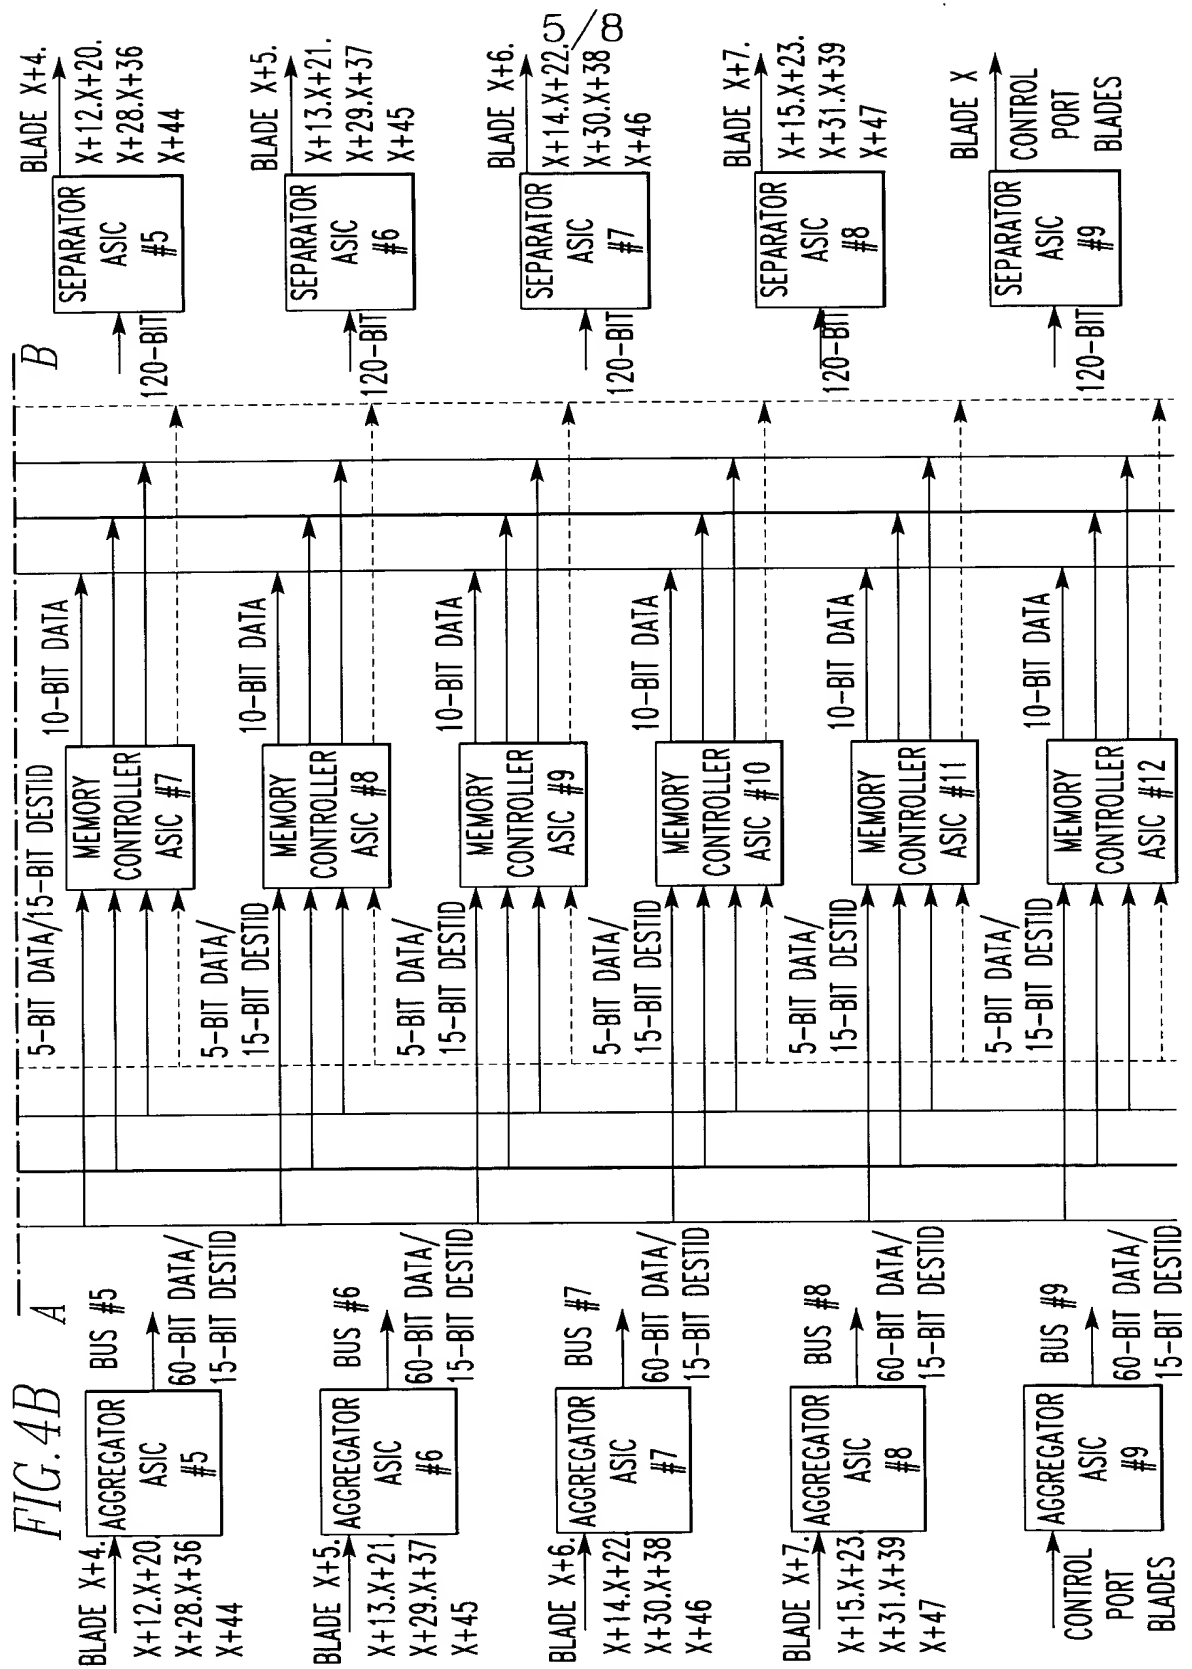 5/8
FIG.4B
A
B
BLADE X+4.
X+12.X+20.
X+28.X+36
X+44
AGGREGATOR
ASIC
#5
BUS #5
60-BIT DATA/
15-BIT DESTID
BLADE X+5.
X+13.X+21.
X+29.X+37
X+45
AGGREGATOR
ASIC
#6
BUS #6
60-BIT DATA/
15-BIT DESTID
BLADE X+6.
X+14.X+22.
X+30.X+38
X+46
AGGREGATOR
ASIC
#7
BUS #7
60-BIT DATA/
15-BIT DESTID
BLADE X+7.
X+15.X+23.
X+31.X+39
X+47
AGGREGATOR
ASIC
#8
BUS #8
60-BIT DATA/
15-BIT DESTID
CONTROL
PORT
BLADES
AGGREGATOR
ASIC
#9
BUS #9
60-BIT DATA/
15-BIT DESTID
5-BIT DATA/15-BIT DESTID
MEMORY
CONTROLLER
ASIC #7
10-BIT DATA
5-BIT DATA/
15-BIT DESTID
MEMORY
CONTROLLER
ASIC #8
10-BIT DATA
5-BIT DATA/
15-BIT DESTID
MEMORY
CONTROLLER
ASIC #9
10-BIT DATA
5-BIT DATA/
15-BIT DESTID
MEMORY
CONTROLLER
ASIC #10
10-BIT DATA
5-BIT DATA/
15-BIT DESTID
MEMORY
CONTROLLER
ASIC #11
10-BIT DATA
5-BIT DATA/
15-BIT DESTID
MEMORY
CONTROLLER
ASIC #12
10-BIT DATA
120-BIT
SEPARATOR
ASIC
#5
BLADE X+4.
X+12.X+20.
X+28.X+36
X+44
120-BIT
SEPARATOR
ASIC
#6
BLADE X+5.
X+13.X+21.
X+29.X+37
X+45
120-BIT
SEPARATOR
ASIC
#7
BLADE X+6.
X+14.X+22.
X+30.X+38
X+46
120-BIT
SEPARATOR
ASIC
#8
BLADE X+7.
X+15.X+23.
X+31.X+39
X+47
120-BIT
SEPARATOR
ASIC
#9
BLADE X
CONTROL
PORT
BLADES